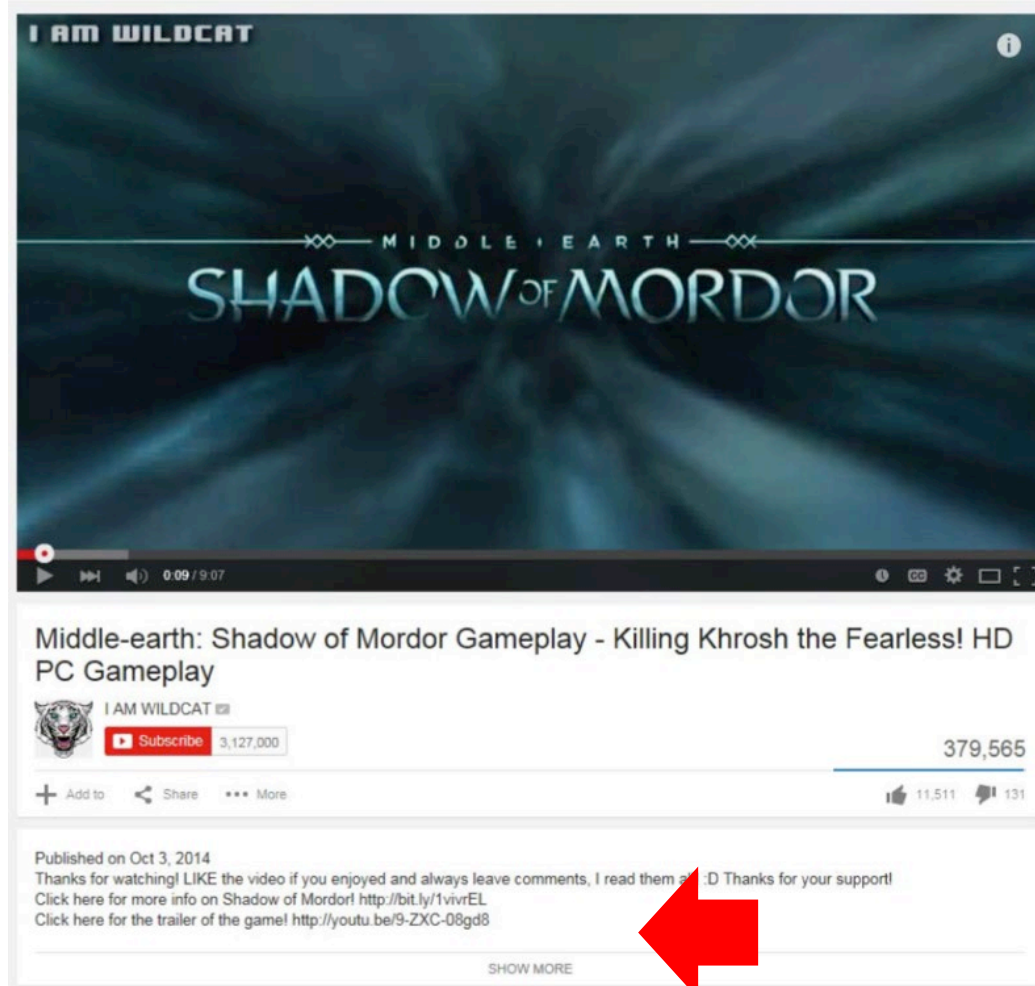 I AM WILDCAT
MIDDLE EARTH
SHADOW OF MORDOR
0:09 / 9:07
CC
Middle-earth: Shadow of Mordor Gameplay - Killing Khrosh the Fearless! HD
PC Gameplay
I AM WILDCAT
Subscribe 3,127,000
379,565
Add to Share More
11,511 131
Published on Oct 3, 2014
Thanks for watching! LIKE the video if you enjoyed and always leave comments, I read them :D Thanks for your support!
Click here for more info on Shadow of Mordor! http://bit.ly/1vivrEL
Click here for the trailer of the game! http://youtu.be/9-ZXC-08gd8
SHOW MORE